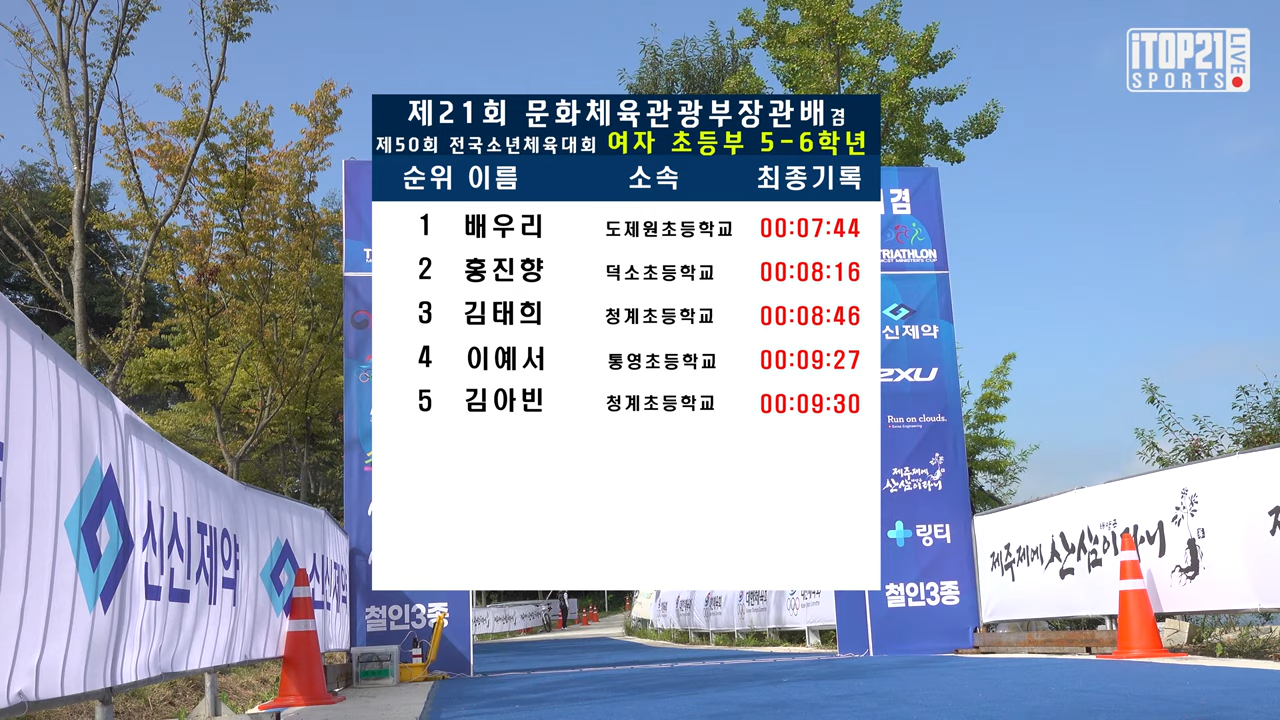 iTOP21
SPORTS
LIVE
제21회 문화체육관광부장관배겸
제50회 전국소년체육대회 여자 초등부 5-6학년
순위 이름 소속 최종기록
1 배우리 도제원초등학교 00:07:44
2 홍진향 덕소초등학교 00:08:16
3 김태희 청계초등학교 00:08:46
4 이예서 통영초등학교 00:09:27
5 김아빈 청계초등학교 00:09:30
겸
TRIATHLON
신제약
2XU
Run on clouds.
제주제에
산삼이라니
링티
철인3종
신신제약
신신제약
철인3종
제주제에 산삼이라니